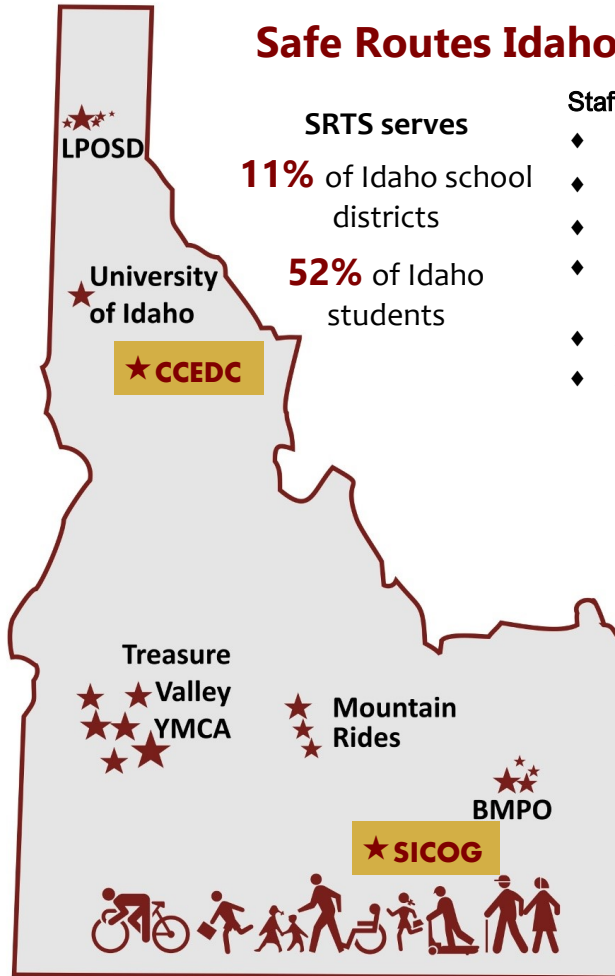 Safe Routes Idaho
SRTS serves
11% of Idaho school
districts
52% of Idaho
students
Staf
LPOSD
University
of Idaho
★ CCEDC
Treasure
Valley
YMCA
Mountain
Rides
BMPO
★ SICOG